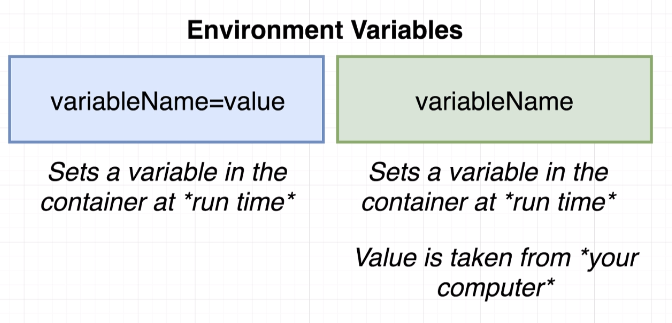 Environment Variables
variableName=value
variableName
Sets a variable in the
container at *run time*
Sets a variable in the
container at *run time*
Value is taken from *your
computer*